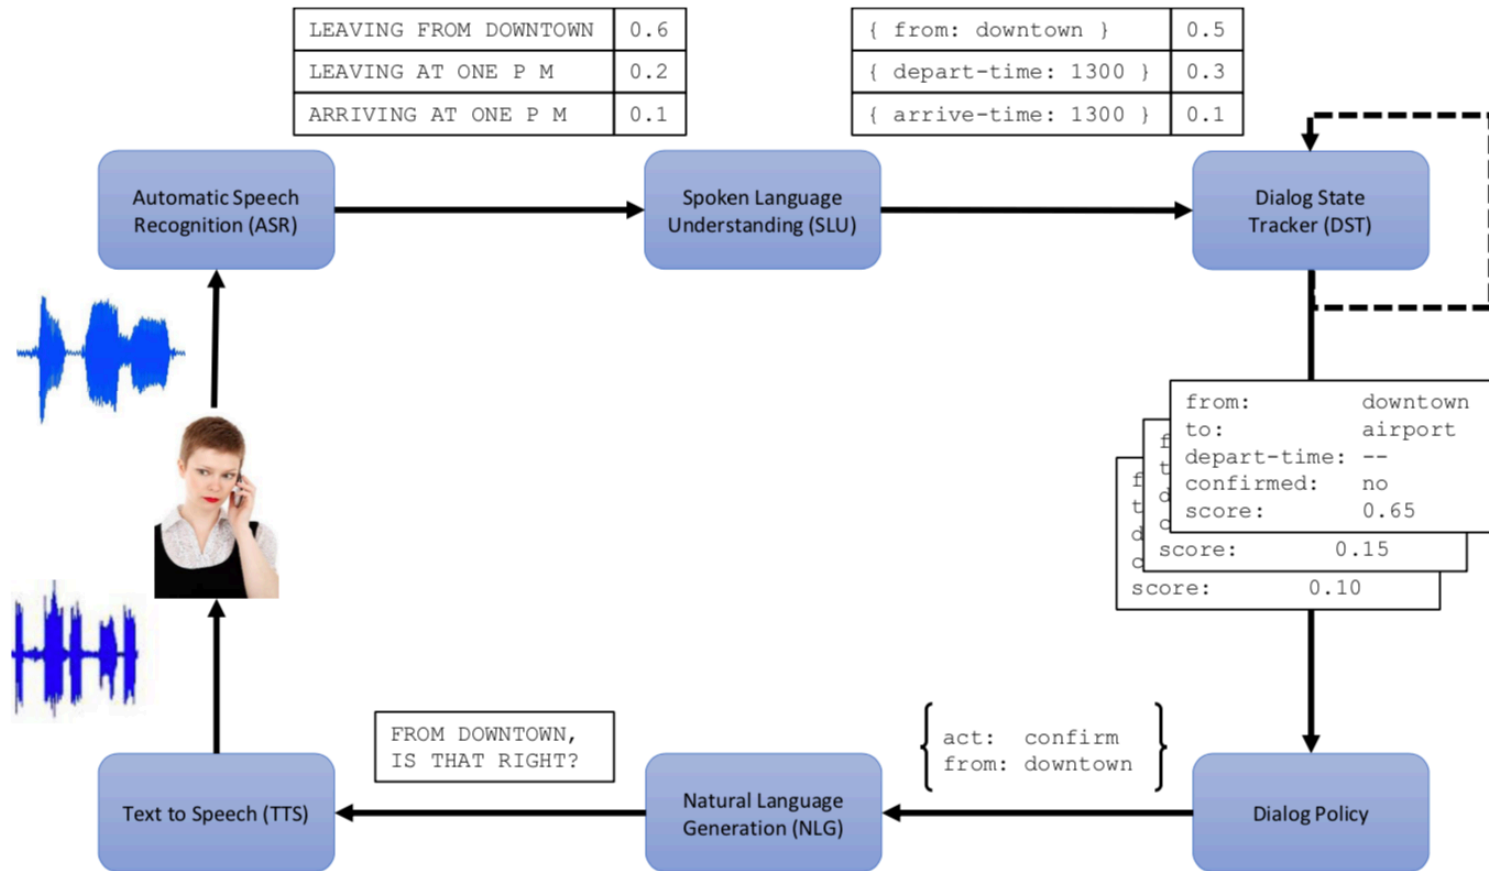 LEAVING FROM DOWNTOWN 0.6
LEAVING AT ONE P M 0.2
ARRIVING AT ONE P M 0.1
{ from: downtown } 0.5
{ depart-time: 1300 } 0.3
{ arrive-time: 1300 } 0.1
Automatic Speech
Recognition (ASR)
Spoken Language
Understanding (SLU)
Dialog State
Tracker (DST)
from: downtown
to: airport
depart-time: --
confirmed: no
score: 0.65
f
t
d
c
score: 0.15
f
t
d
c
score: 0.10
{ act: confirm
from: downtown }
FROM DOWNTOWN,
IS THAT RIGHT?
Text to Speech (TTS)
Natural Language
Generation (NLG)
Dialog Policy